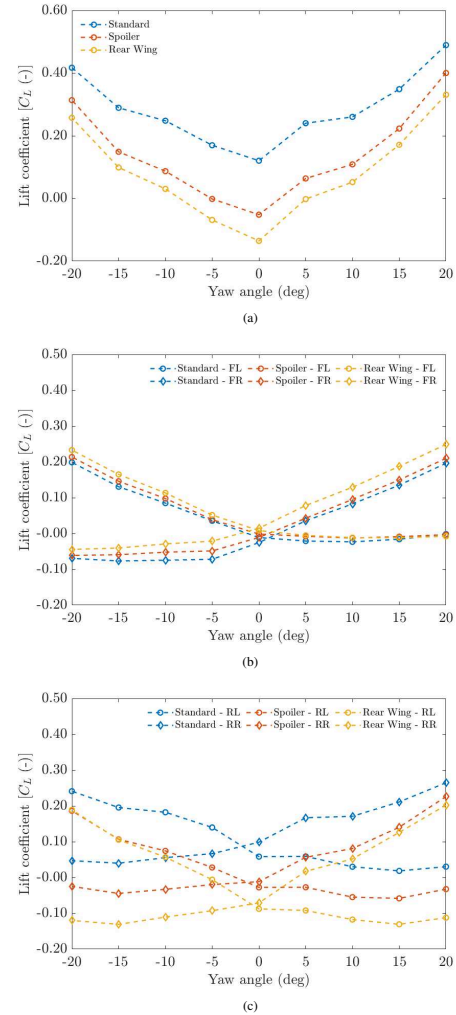 0.60
0.40
0.20
0.00
-0.20
Lift coefficient [C_L (-)]
Standard
Spoiler
Rear Wing
-20 -15 -10 -5 0 5 10 15 20
Yaw angle (deg)
(a)
0.50
0.40
0.30
0.20
0.10
-0.00
-0.10
-0.20
Lift coefficient [C_L (-)]
Standard - FL Spoiler - FL Rear Wing - FL
Standard - FR Spoiler - FR Rear Wing - FR
-20 -15 -10 -5 0 5 10 15 20
Yaw angle (deg)
(b)
0.50
0.40
0.30
0.20
0.10
-0.00
-0.10
-0.20
Lift coefficient [C_L (-)]
Standard - RL Spoiler - RL Rear Wing - RL
Standard - RR Spoiler - RR Rear Wing - RR
-20 -15 -10 -5 0 5 10 15 20
Yaw angle (deg)
(c)